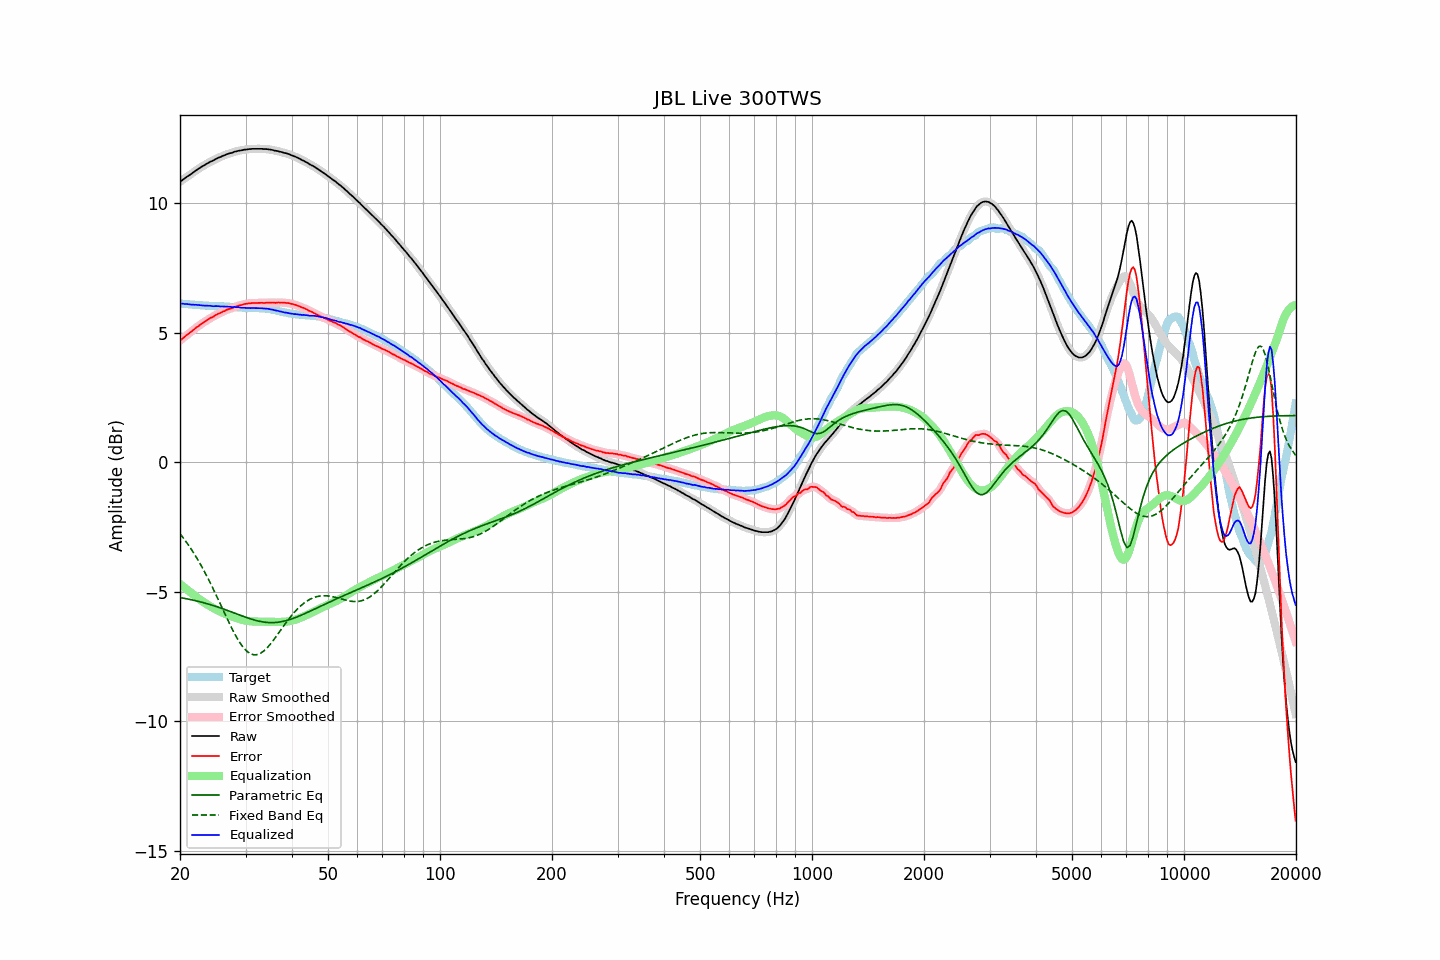 JBL Live 300TWS
Amplitude (dBr)
10
5
0
−5
−10
−15
Target
Raw Smoothed
Error Smoothed
Raw
Error
Equalization
Parametric Eq
Fixed Band Eq
Equalized
20 50 100 200 500 1000 2000 5000 10000 20000
Frequency (Hz)